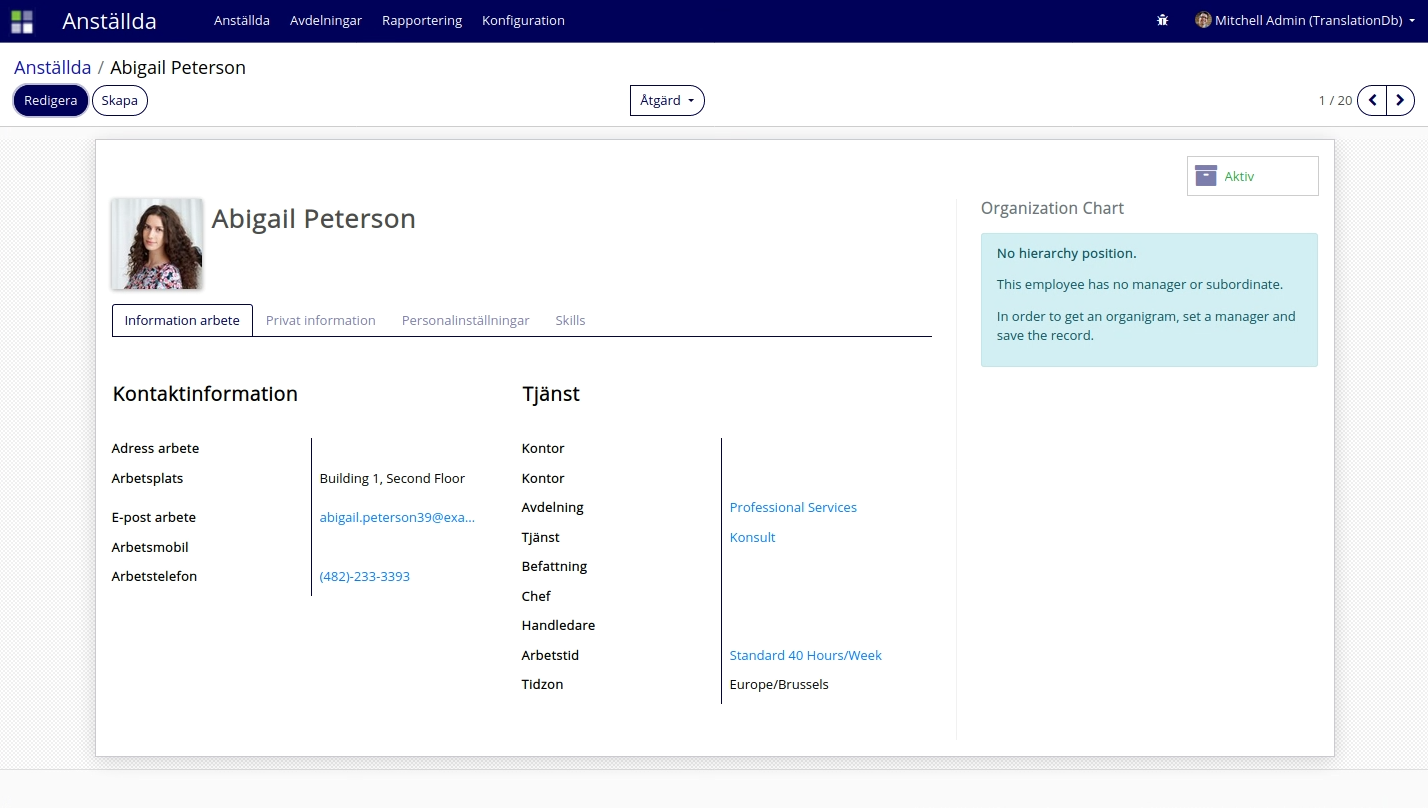 Anställda
Anställda Avdelningar Rapportering Konfiguration
Mitchell Admin (TranslationDb)
Anställda / Abigail Peterson
Redigera Skapa
Åtgärd
1 / 20
Aktiv
Abigail Peterson
Organization Chart
No hierarchy position.
This employee has no manager or subordinate.
In order to get an organigram, set a manager and
save the record.
Information arbete Privat information Personalinställningar Skills
Kontaktinformation
Adress arbete
Arbetsplats Building 1, Second Floor
E-post arbete abigail.peterson39@exa...
Arbetsmobil
Arbetstelefon (482)-233-3393
Tjänst
Kontor
Kontor
Avdelning Professional Services
Tjänst Konsult
Befattning
Chef
Handledare
Arbetstid Standard 40 Hours/Week
Tidzon Europe/Brussels